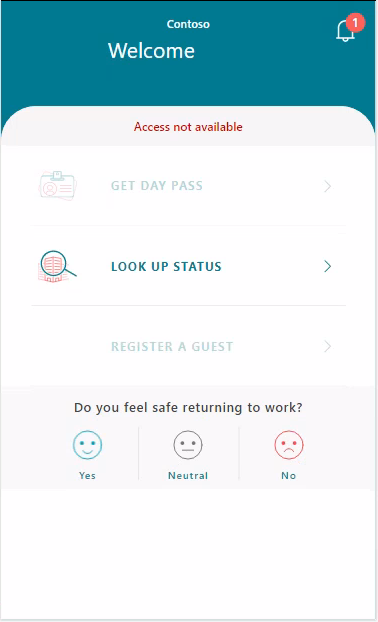 Contoso
1
Welcome
Access not available
GET DAY PASS
LOOK UP STATUS
REGISTER A GUEST
Do you feel safe returning to work?
Yes
Neutral
No